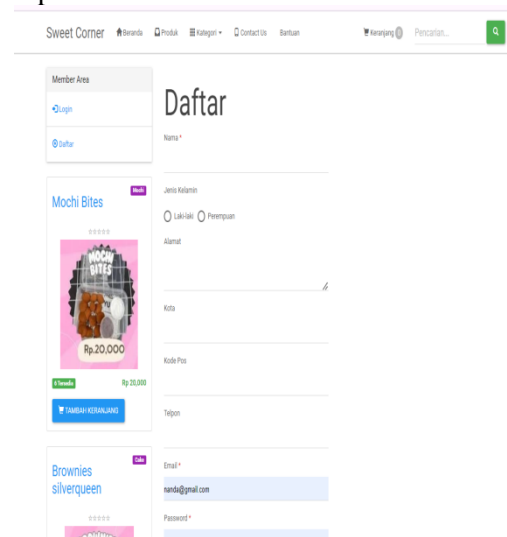 Sweet Corner Beranda Produk Kategori Contact Us Bantuan Keranjang 0 Pencarian...
Member Area
Login
Daftar
Mochi
Mochi Bites
MOCHI
BITES
Rp.20,000
6 Tersedia Rp 20,000
TAMBAH KERANJANG
Cake
Brownies
silverqueen
Daftar
Nama *
Jenis Kelamin
Laki-laki Perempuan
Alamat
Kota
Kode Pos
Telpon
Email *
nanda@gmail.com
Password *